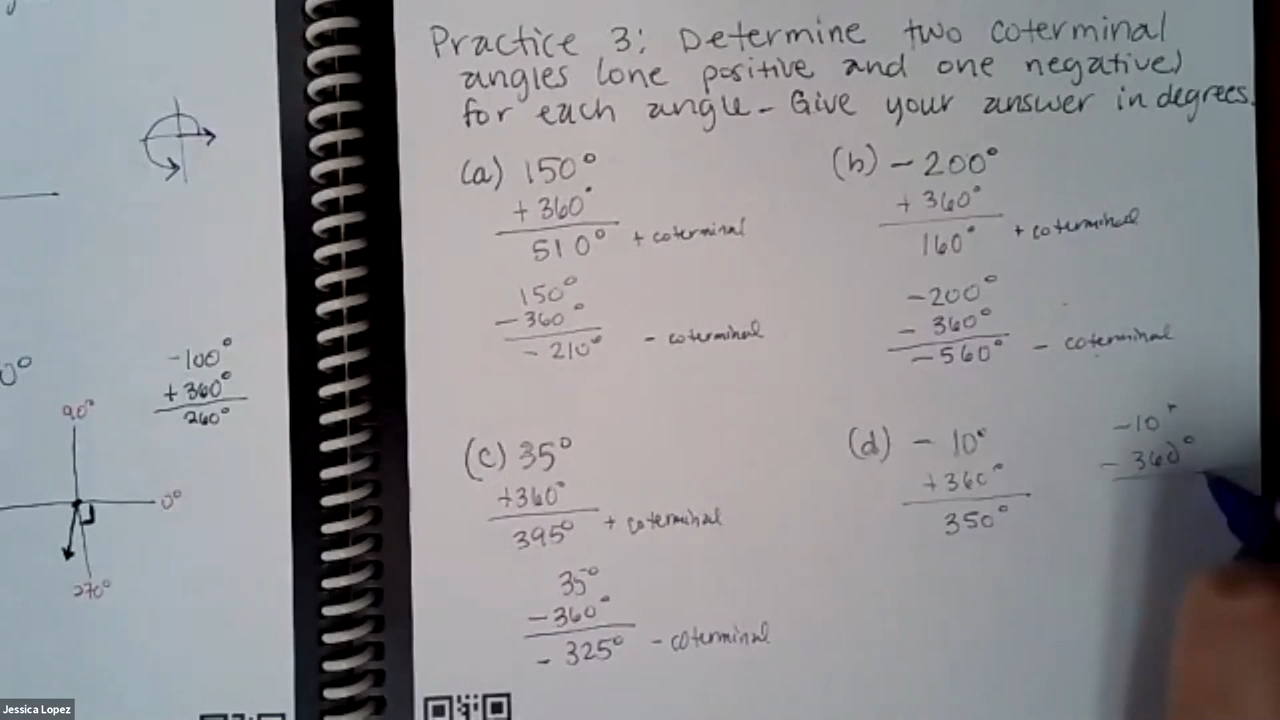 Practice 3: Determine two coterminal
angles (one positive and one negative)
for each angle. Give your answer in degrees.
(a) 150°
+ 360°
510° + coterminal
150°
- 360°
- 210° - coterminal
(b) - 200°
+ 360°
160° + coterminal
-200°
- 360°
-560° - coterminal
(c) 35°
+360°
395° + coterminal
35°
-360°
- 325° - coterminal
(d) - 10°
+360°
350°
-10°
- 360°
0°
-100°
+360°
260°
90°
0°
270°
Jessica Lopez